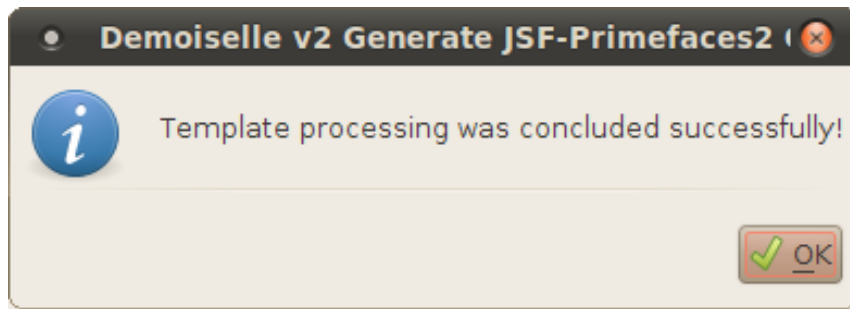 Demoiselle v2 Generate JSF-Primefaces2
Template processing was concluded successfully!
OK